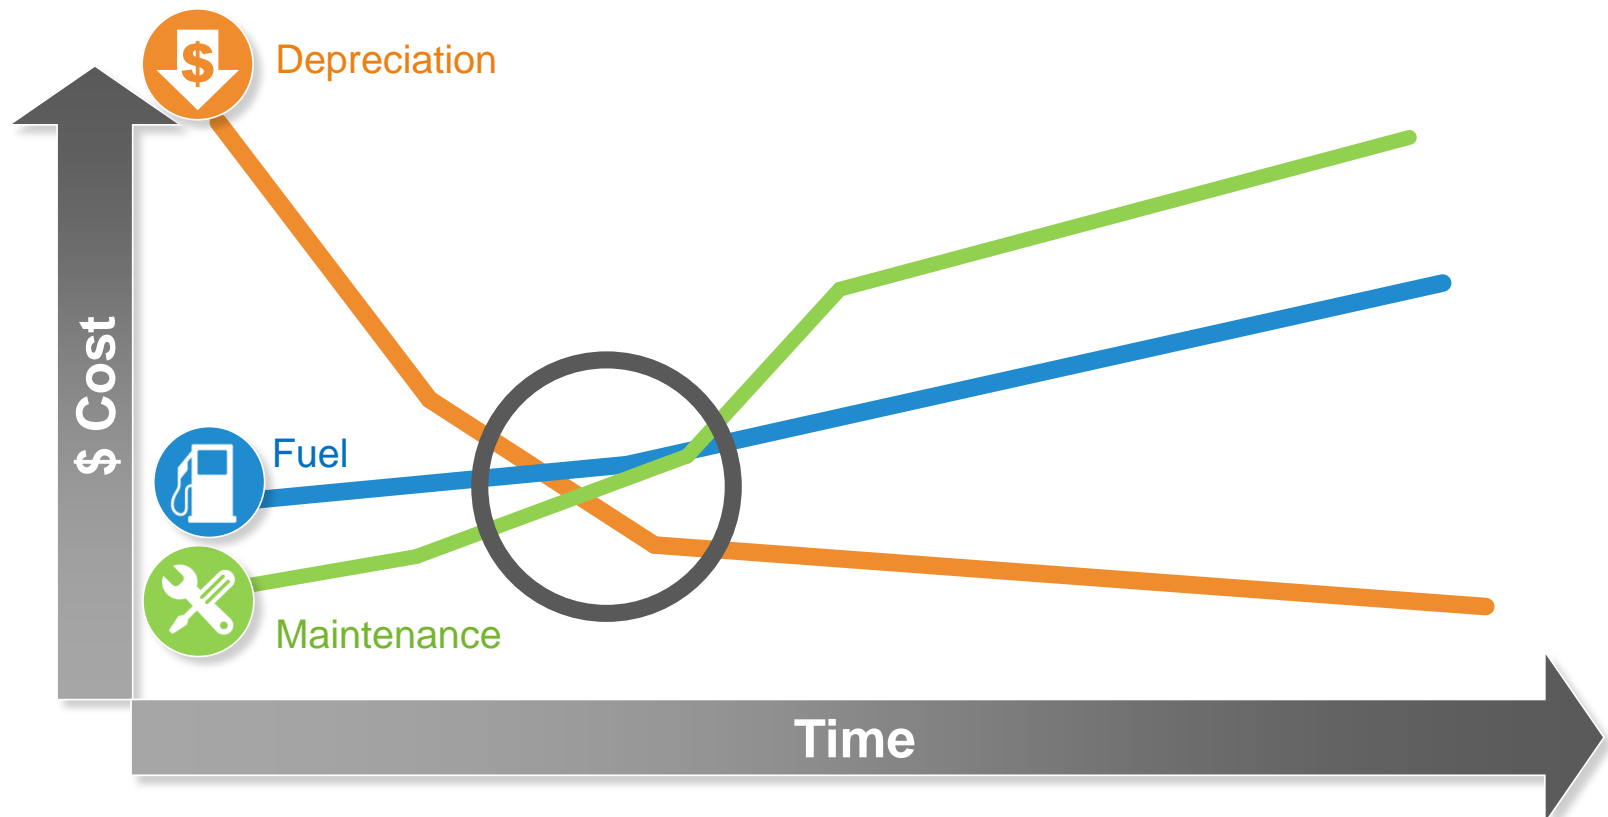 $
Depreciation
$ Cost
Fuel
Maintenance
Time